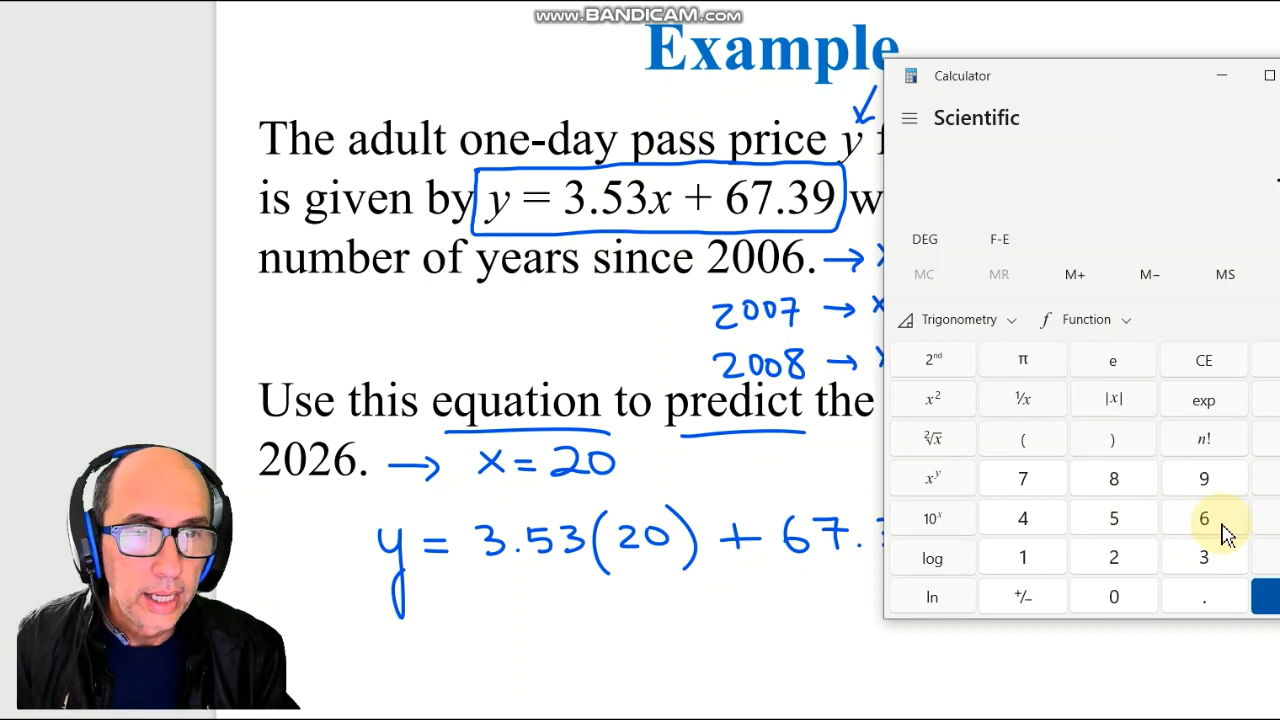 www.BANDICAM.com
Example
The adult one-day pass price y
is given by y = 3.53x + 67.39 w
number of years since 2006. →
2007 →
2008 →
Use this equation to predict the
2026. → x = 20
y = 3.53(20) + 67.
Calculator
Scientific
DEG F-E
MC MR M+ M− MS
Trigonometry f Function
2nd π e CE
x² ¹/x |x| exp
²√x ( ) n!
xʸ 7 8 9
10ˣ 4 5 6
log 1 2 3
ln +/− 0 .